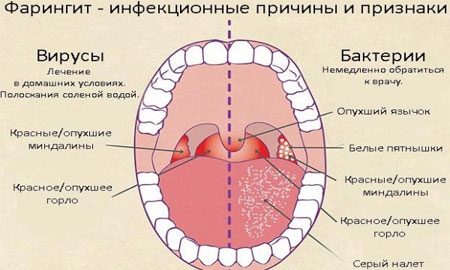 Фарингит - инфекционные причины и признаки
Вирусы
Лечение
в домашних условиях.
Полоскания соленой водой.
Красные/опухшие
миндалины
Красное/опухшее
горло
Бактерии
Немедленно обратиться
к врачу.
Опухший язычок
Белые пятнышки
Красные/опухшие
миндалины
Красное/опухшее
горло
Серый налет